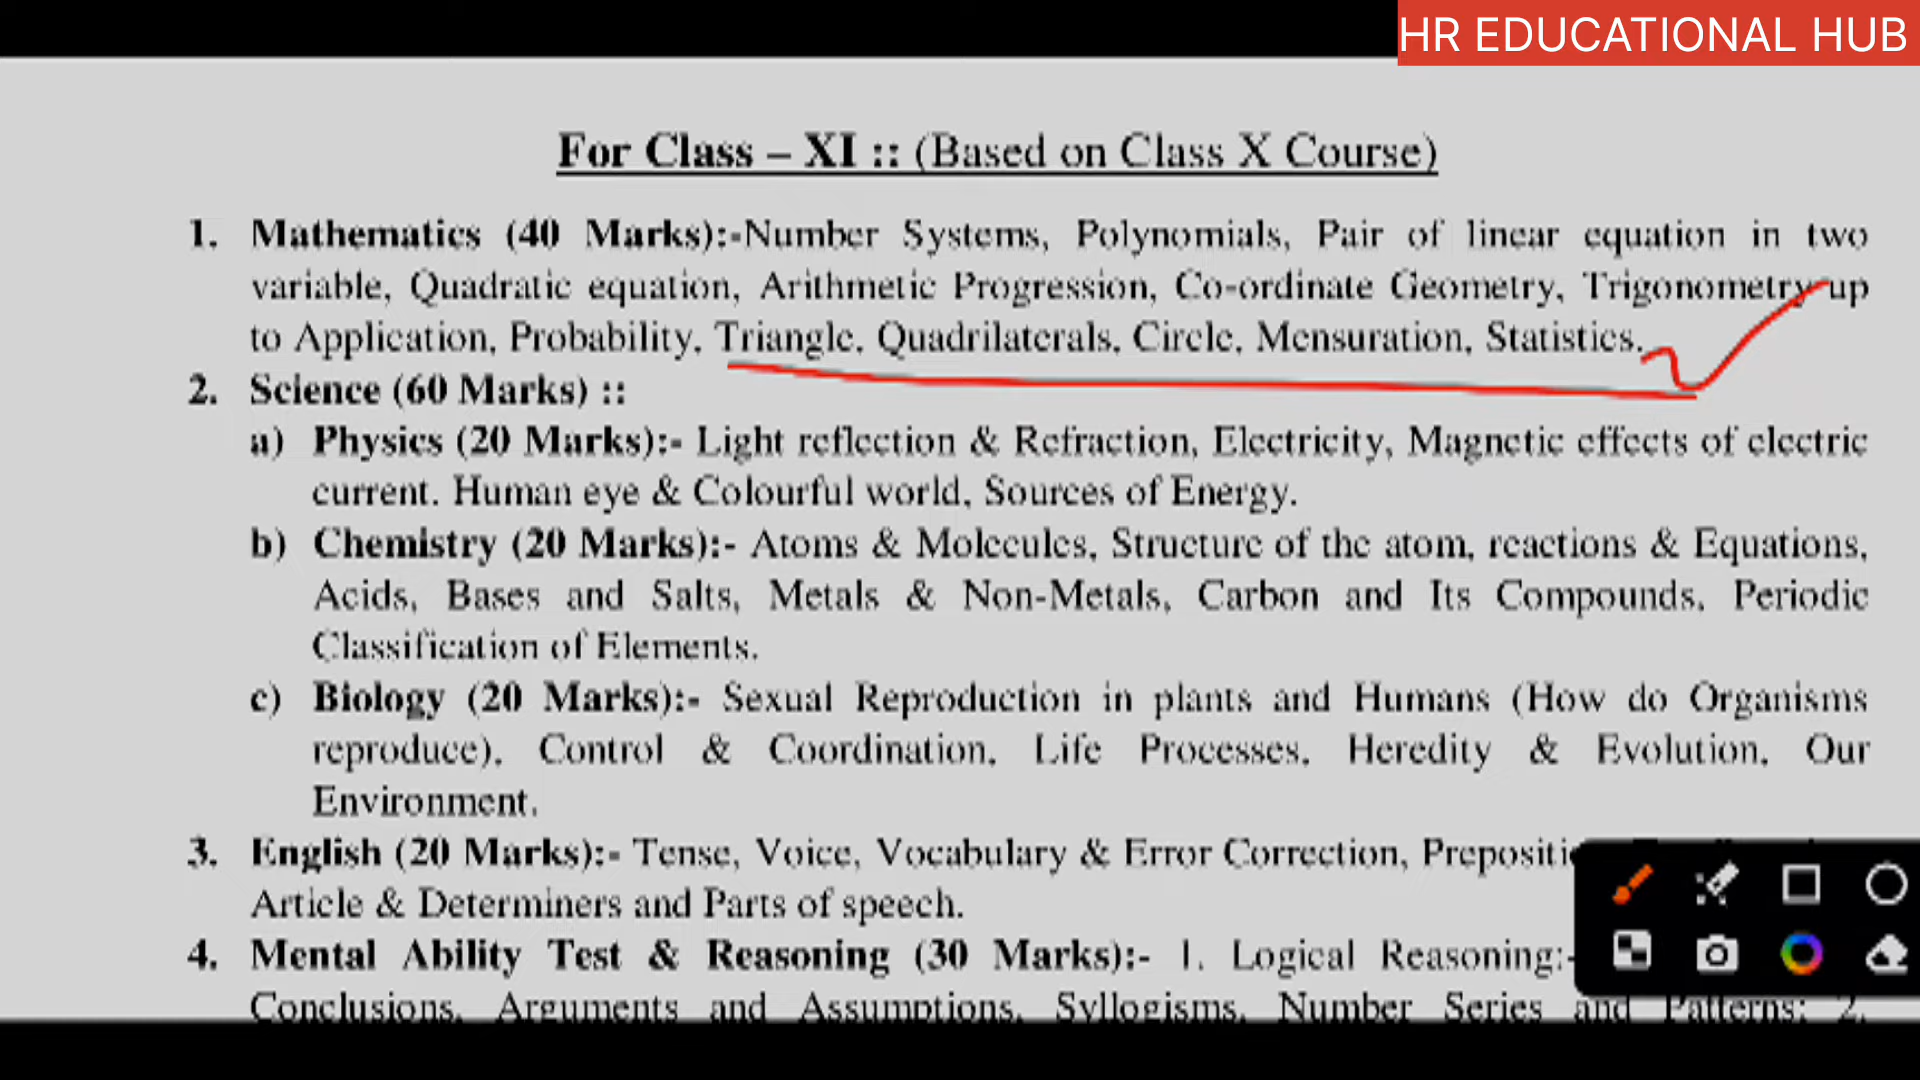 HR EDUCATIONAL HUB
For Class – XI :: (Based on Class X Course)
1. Mathematics (40 Marks):-Number Systems, Polynomials, Pair of linear equation in two
variable, Quadratic equation, Arithmetic Progression, Co-ordinate Geometry, Trigonometry up
to Application, Probability, Triangle, Quadrilaterals, Circle, Mensuration, Statistics.
2. Science (60 Marks) ::
a) Physics (20 Marks):- Light reflection & Refraction, Electricity, Magnetic effects of electric
current. Human eye & Colourful world, Sources of Energy.
b) Chemistry (20 Marks):- Atoms & Molecules, Structure of the atom, reactions & Equations,
Acids, Bases and Salts, Metals & Non-Metals, Carbon and Its Compounds, Periodic
Classification of Elements.
c) Biology (20 Marks):- Sexual Reproduction in plants and Humans (How do Organisms
reproduce), Control & Coordination, Life Processes, Heredity & Evolution, Our
Environment.
3. English (20 Marks):- Tense, Voice, Vocabulary & Error Correction,
Article & Determiners and Parts of speech.
4. Mental Ability Test & Reasoning (30 Marks):- 1. Logical Reasoning:-
Conclusions, Arguments and Assumptions, Syllogisms, Number Series and Patterns; 2.